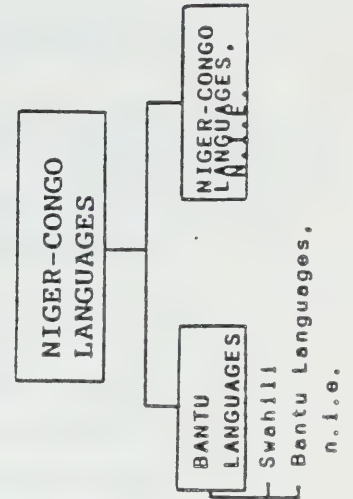 NIGER-CONGO
LANGUAGES
BANTU
LANGUAGES
Swahili
Bantu Languages,
n.i.e.
NIGER-CONGO
LANGUAGES,
N.I.E.